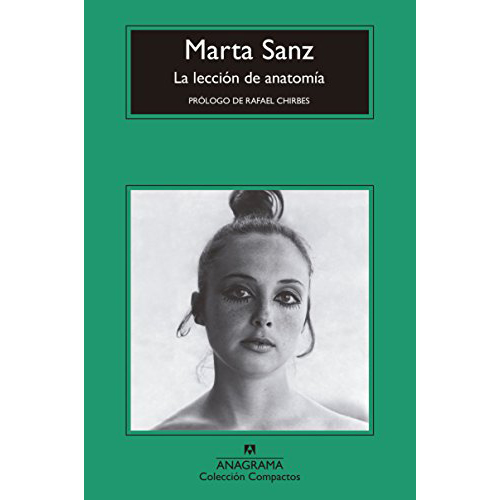 Marta Sanz
La lección de anatomía
PRÓLOGO DE RAFAEL CHIRBES
ANAGRAMA
Colección Compactos